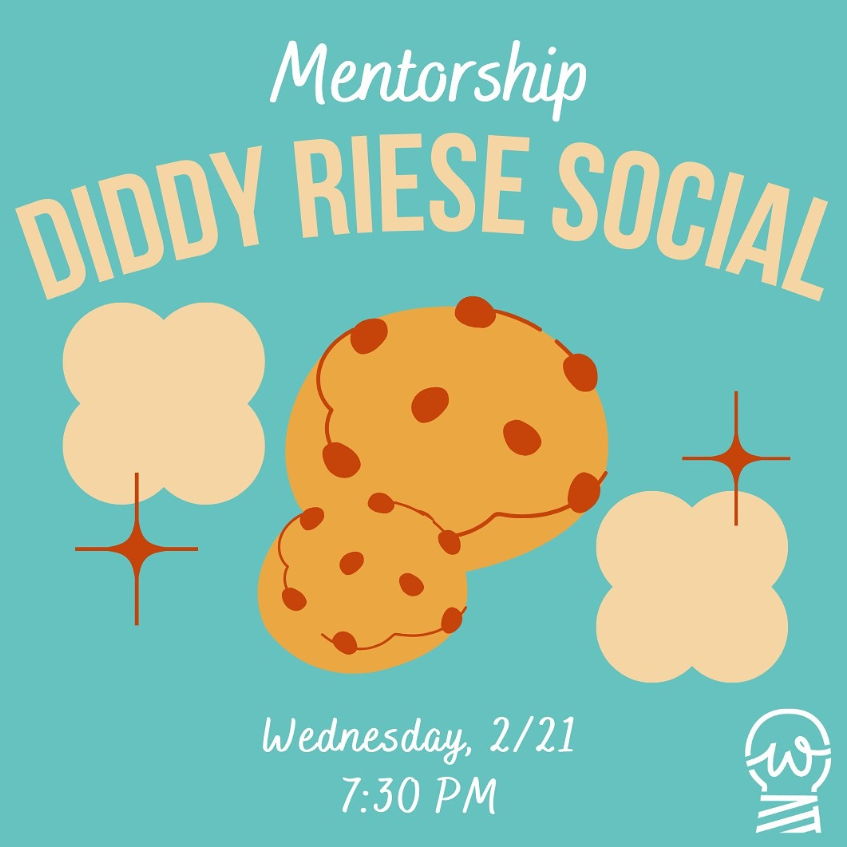 Mentorship
DIDDY RIESE SOCIAL
Wednesday, 2/21
7:30 PM
W